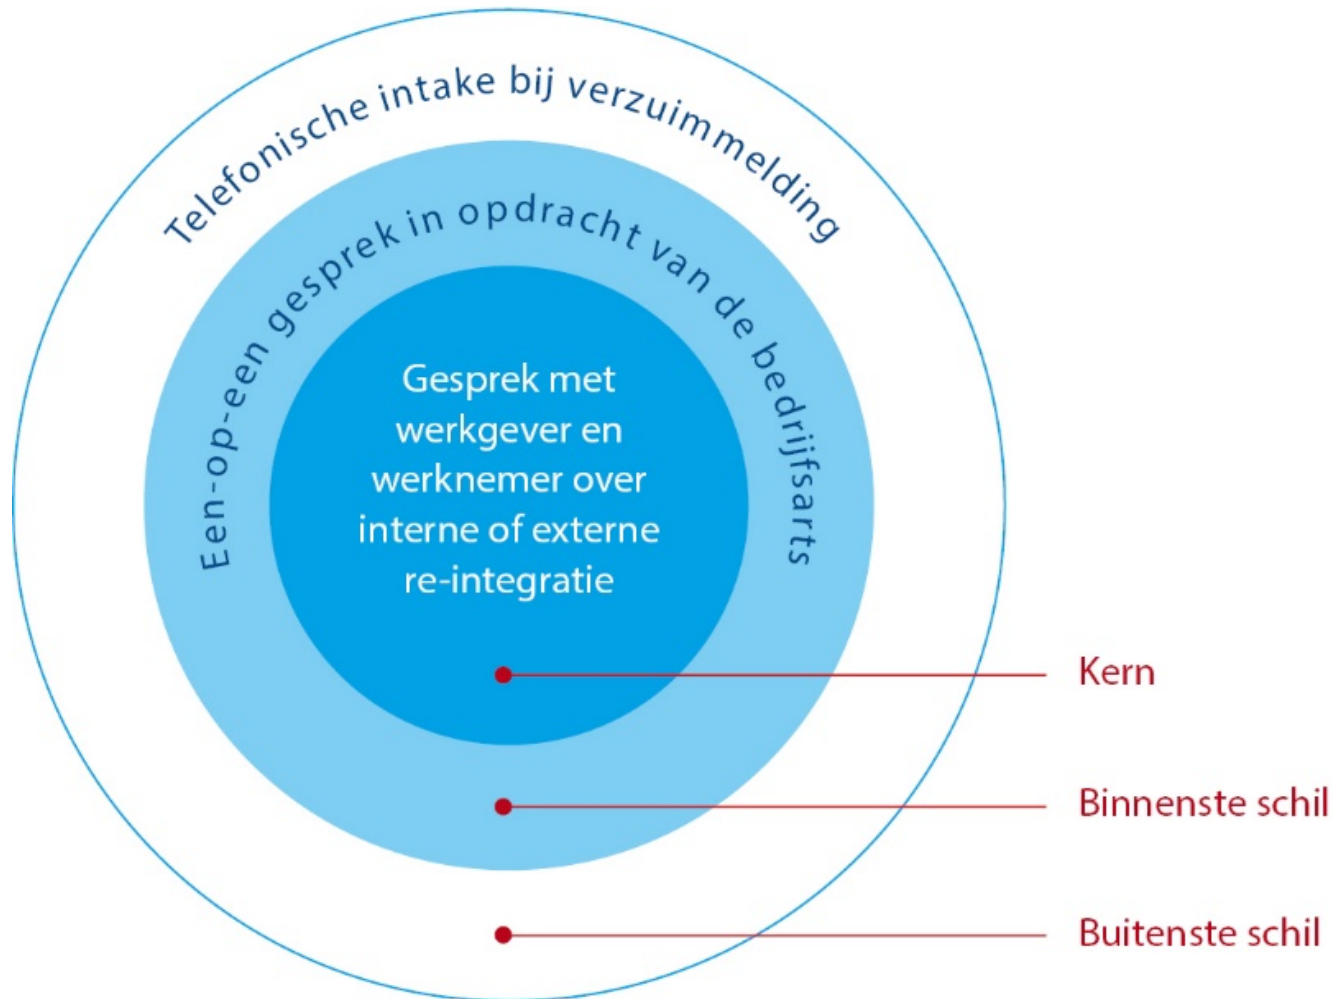 Telefonische intake bij verzuimmelding
Een-op-een gesprek in opdracht van de bedrijfsarts
Gesprek met
werkgever en
werknemer over
interne of externe
re-integratie
Kern
Binnenste schil
Buitenste schil